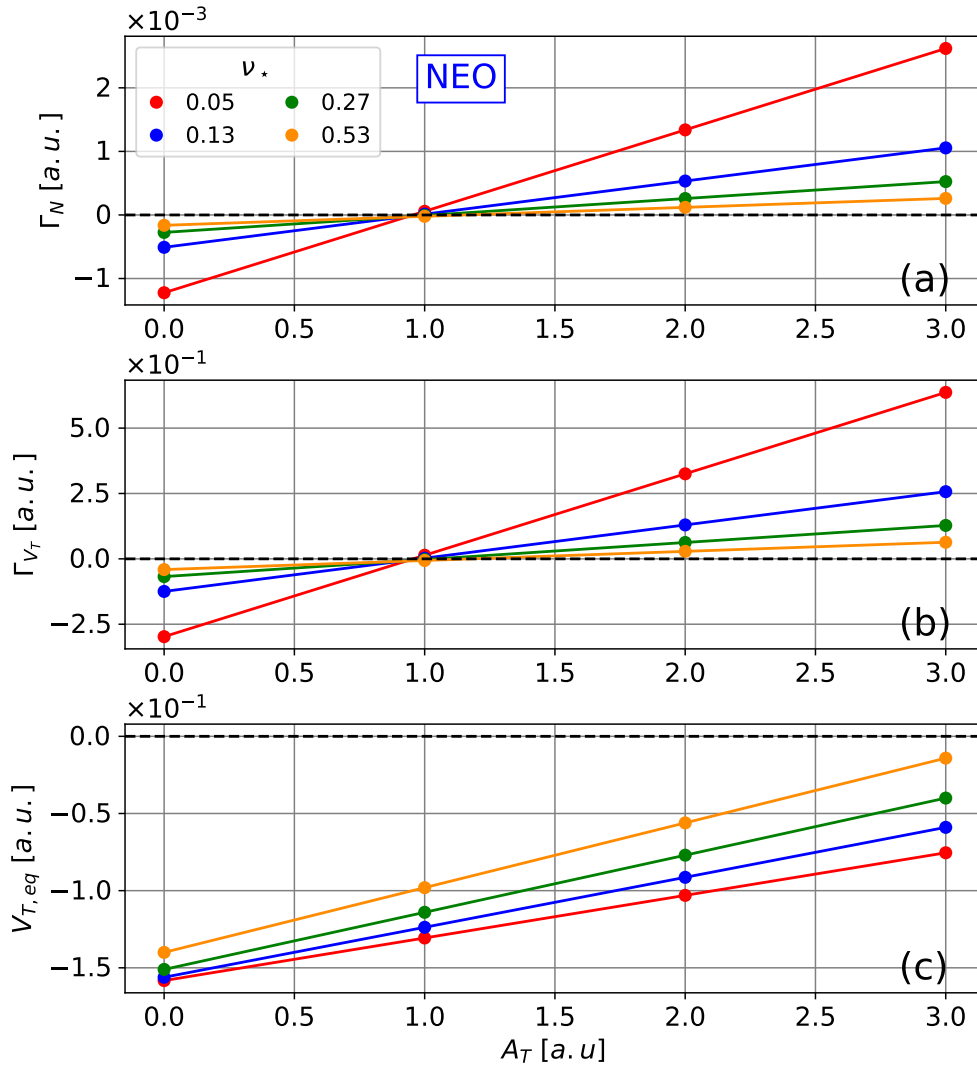 ×10⁻³
Γ_N [a.u.]
2
1
0
−1
ν⋆
0.05 0.27
0.13 0.53
NEO
(a)
0.0 0.5 1.0 1.5 2.0 2.5 3.0
×10⁻¹
Γ_{V_T} [a.u.]
5.0
2.5
0.0
−2.5
(b)
0.0 0.5 1.0 1.5 2.0 2.5 3.0
×10⁻¹
V_{T,eq} [a.u.]
0.0
−0.5
−1.0
−1.5
(c)
0.0 0.5 1.0 1.5 2.0 2.5 3.0
A_T [a.u]